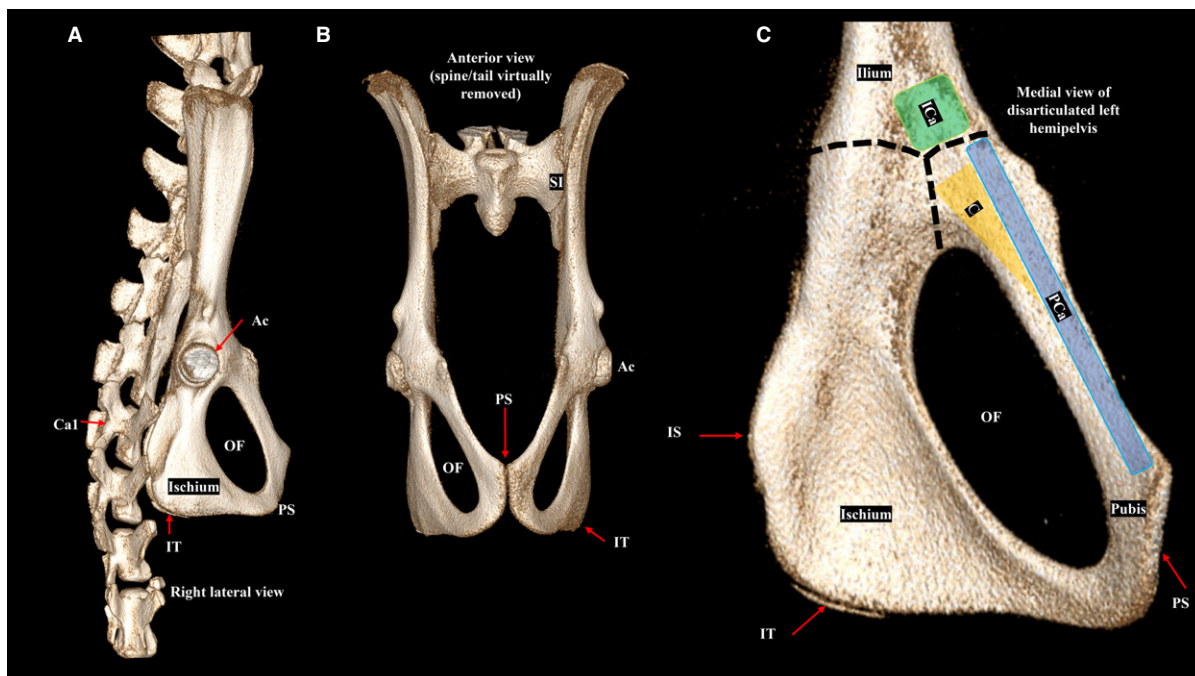 A
Ac
Ca1
OF
Ischium
PS
IT
Right lateral view
B
Anterior view
(spine/tail virtually
removed)
SI
Ac
PS
OF
IT
C
Ilium
Medial view of
disarticulated left
hemipelvis
ICa
C
PCa
OF
IS
Ischium
Pubis
PS
IT